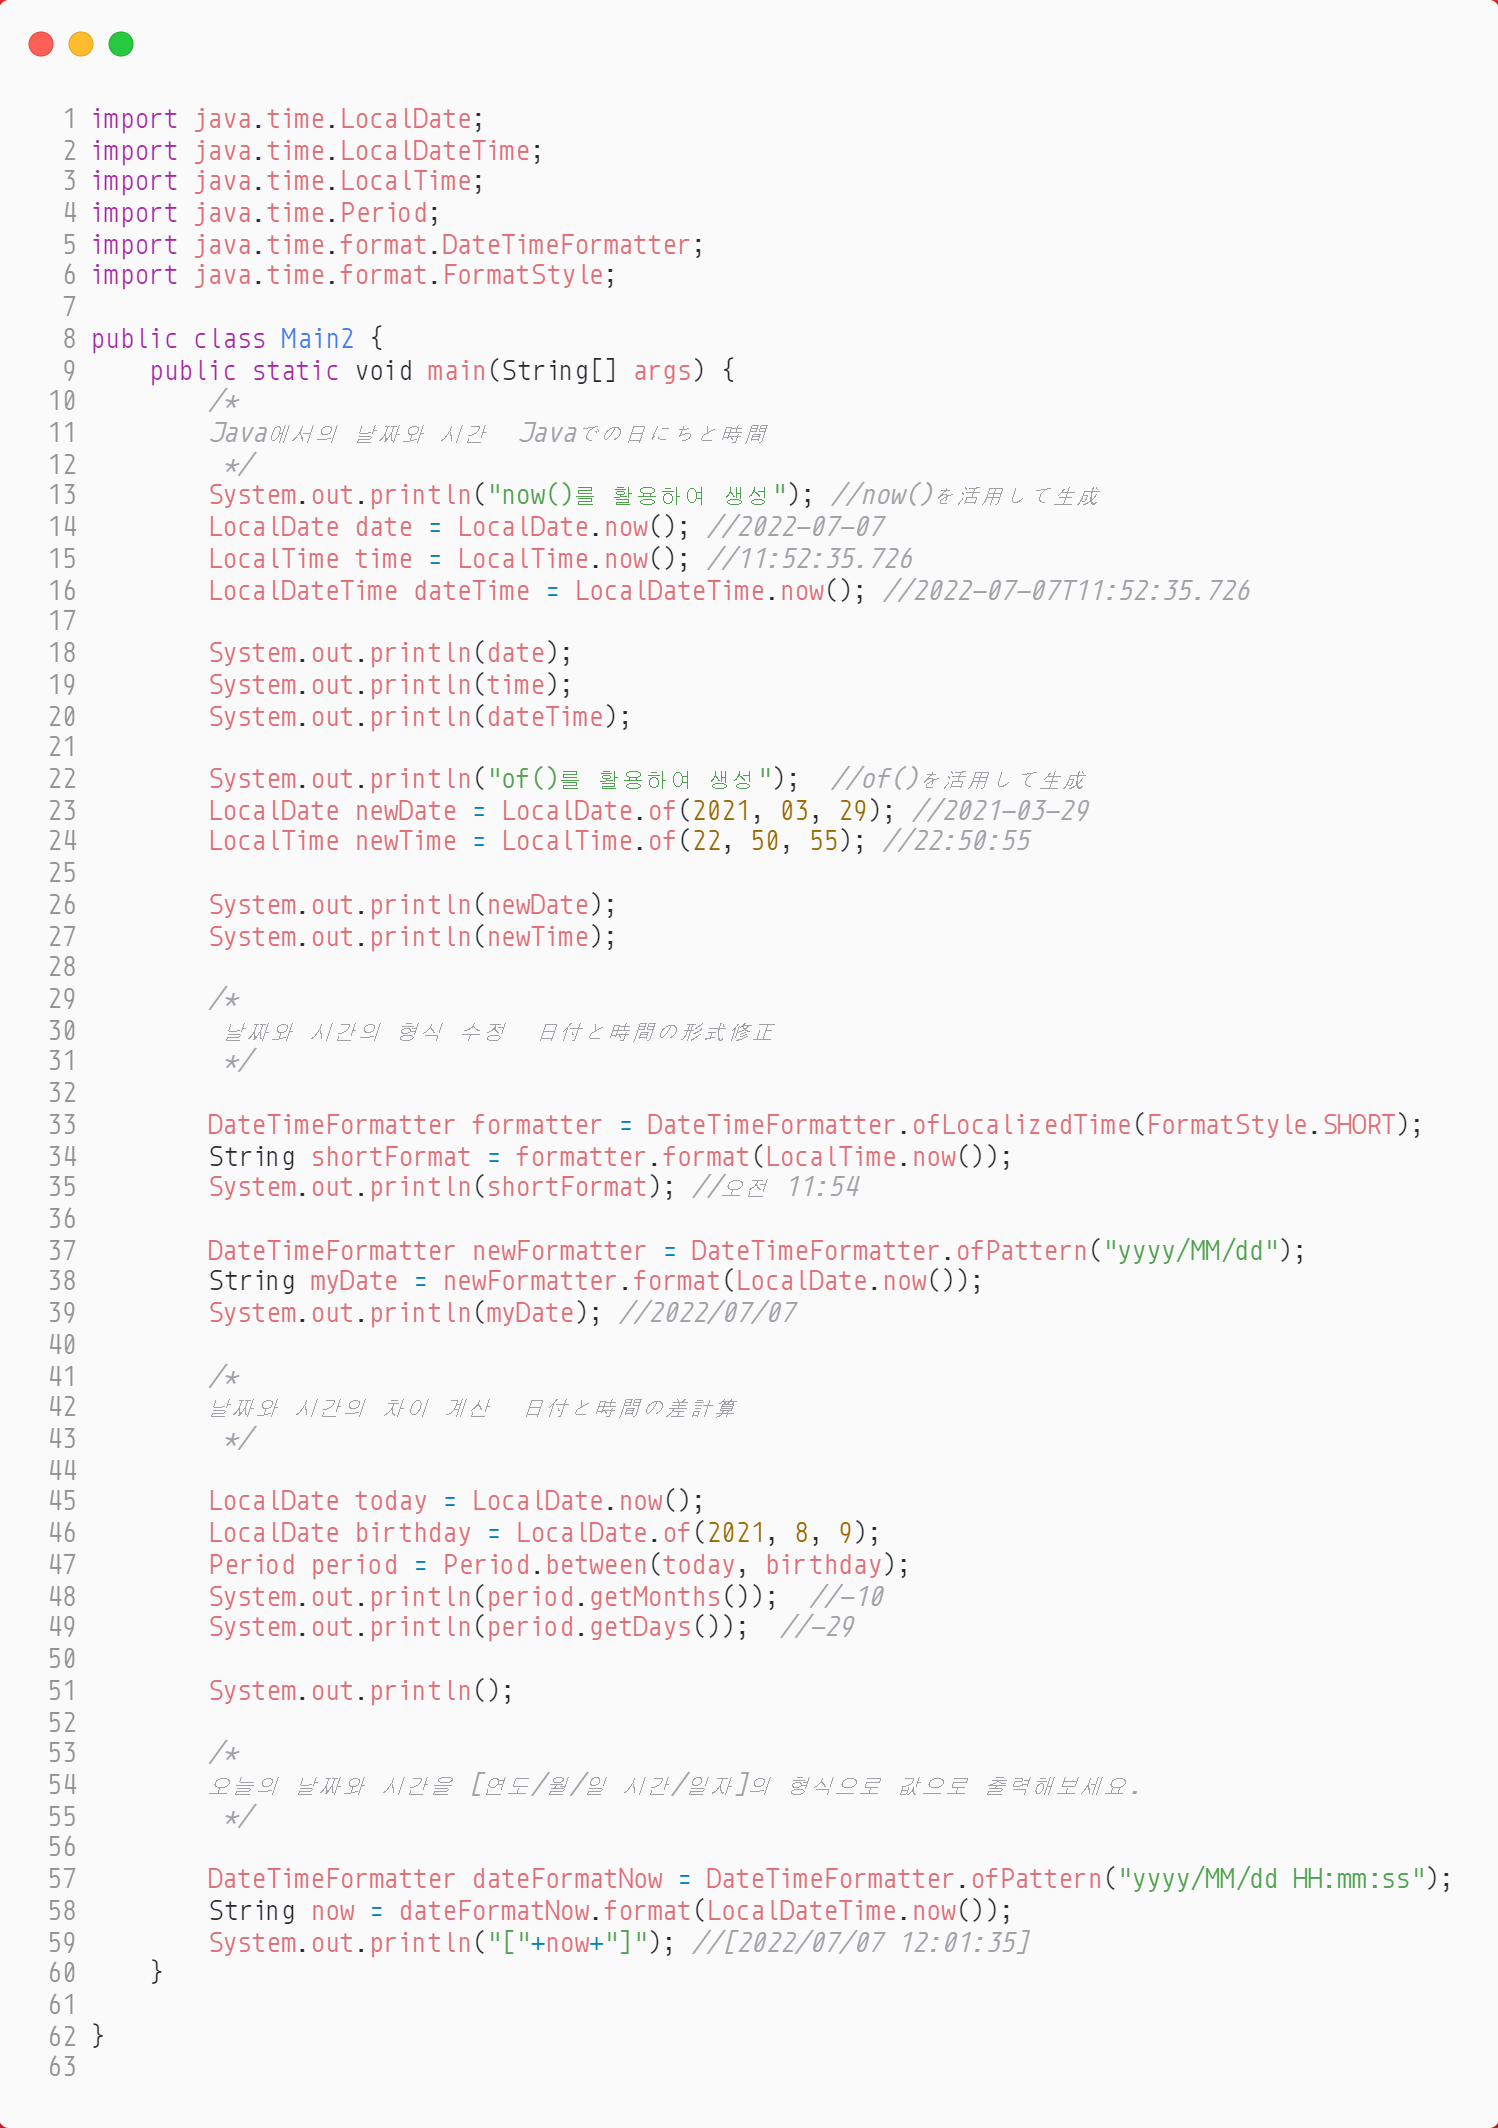 1 import java.time.LocalDate;
2 import java.time.LocalDateTime;
3 import java.time.LocalTime;
4 import java.time.Period;
5 import java.time.format.DateTimeFormatter;
6 import java.time.format.FormatStyle;
7
8 public class Main2 {
9     public static void main(String[] args) {
10         /*
11         Java에서의 날짜와 시간  Javaでの日にちと時間
12          */
13         System.out.println("now()를 활용하여 생성"); //now()を活用して生成
14         LocalDate date = LocalDate.now(); //2022-07-07
15         LocalTime time = LocalTime.now(); //11:52:35.726
16         LocalDateTime dateTime = LocalDateTime.now(); //2022-07-07T11:52:35.726
17
18         System.out.println(date);
19         System.out.println(time);
20         System.out.println(dateTime);
21
22         System.out.println("of()를 활용하여 생성");  //of()を活用して生成
23         LocalDate newDate = LocalDate.of(2021, 03, 29); //2021-03-29
24         LocalTime newTime = LocalTime.of(22, 50, 55); //22:50:55
25
26         System.out.println(newDate);
27         System.out.println(newTime);
28
29         /*
30          날짜와 시간의 형식 수정  日付と時間の形式修正
31          */
32
33         DateTimeFormatter formatter = DateTimeFormatter.ofLocalizedTime(FormatStyle.SHORT);
34         String shortFormat = formatter.format(LocalTime.now());
35         System.out.println(shortFormat); //오전 11:54
36
37         DateTimeFormatter newFormatter = DateTimeFormatter.ofPattern("yyyy/MM/dd");
38         String myDate = newFormatter.format(LocalDate.now());
39         System.out.println(myDate); //2022/07/07
40
41         /*
42         날짜와 시간의 차이 계산  日付と時間の差計算
43          */
44
45         LocalDate today = LocalDate.now();
46         LocalDate birthday = LocalDate.of(2021, 8, 9);
47         Period period = Period.between(today, birthday);
48         System.out.println(period.getMonths());  //-10
49         System.out.println(period.getDays());  //-29
50
51         System.out.println();
52
53         /*
54         오늘의 날짜와 시간을 [연도/월/일 시간/일자]의 형식으로 값으로 출력해보세요.
55          */
56
57         DateTimeFormatter dateFormatNow = DateTimeFormatter.ofPattern("yyyy/MM/dd HH:mm:ss");
58         String now = dateFormatNow.format(LocalDateTime.now());
59         System.out.println("["+now+"]"); //[2022/07/07 12:01:35]
60     }
61
62 }
63